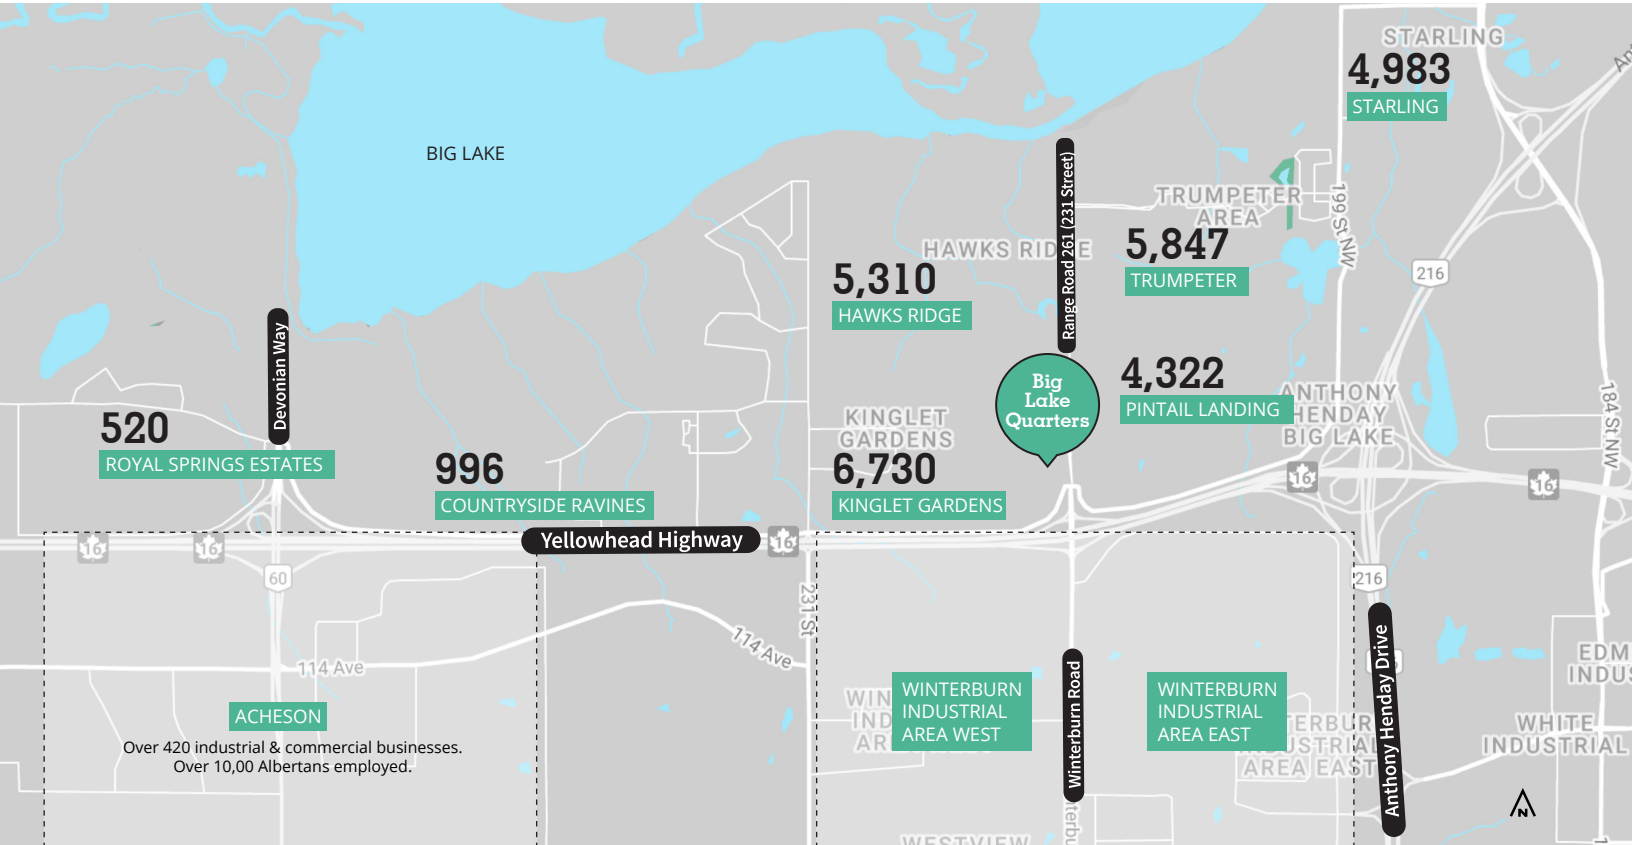 STARLING
4,983
STARLING
BIG LAKE
Range Road 261 (231 Street)
TRUMPETER
AREA
199 St NW
5,847
TRUMPETER
HAWKS RIDGE
5,310
HAWKS RIDGE
216
Devonian Way
Big
Lake
Quarters
4,322
PINTAIL LANDING
ANTHONY
HENDAY
BIG LAKE
184 St NW
KINGLET
GARDENS
6,730
KINGLET GARDENS
520
ROYAL SPRINGS ESTATES
996
COUNTRYSIDE RAVINES
16
16
Yellowhead Highway
16
16
16
60
216
231 St
114 Ave
114 Ave
ACHESON
Over 420 industrial & commercial businesses.
Over 10,00 Albertans employed.
WINTERBURN
INDUSTRIAL
AREA WEST
Winterburn Road
WINTERBURN
INDUSTRIAL
AREA EAST
AREA EAST
Anthony Henday Drive
EDM
INDUS
WHITE
INDUSTRIAL
WESTVIEW
N